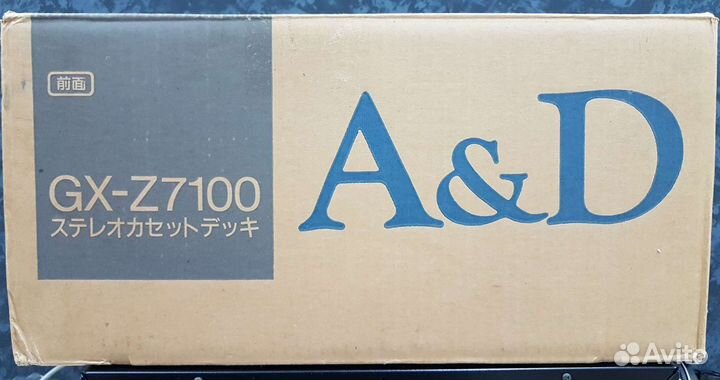 前面
GX-Z7100
ステレオカセットデッキ
A&D
Avito